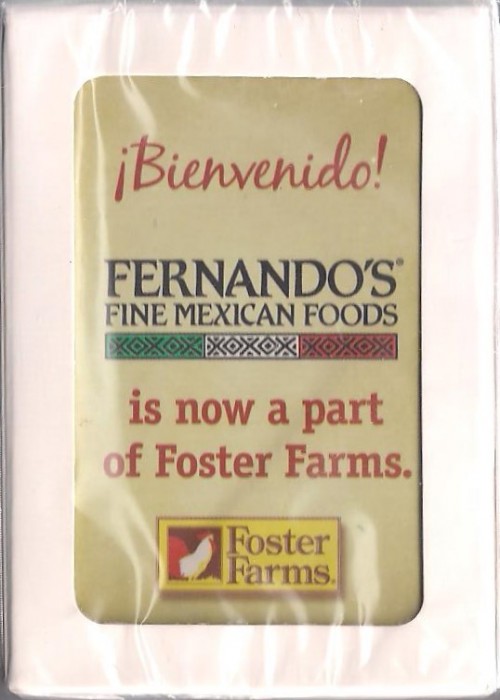 ¡Bienvenido!
FERNANDO'S®
FINE MEXICAN FOODS
is now a part
of Foster Farms.
Foster
Farms.